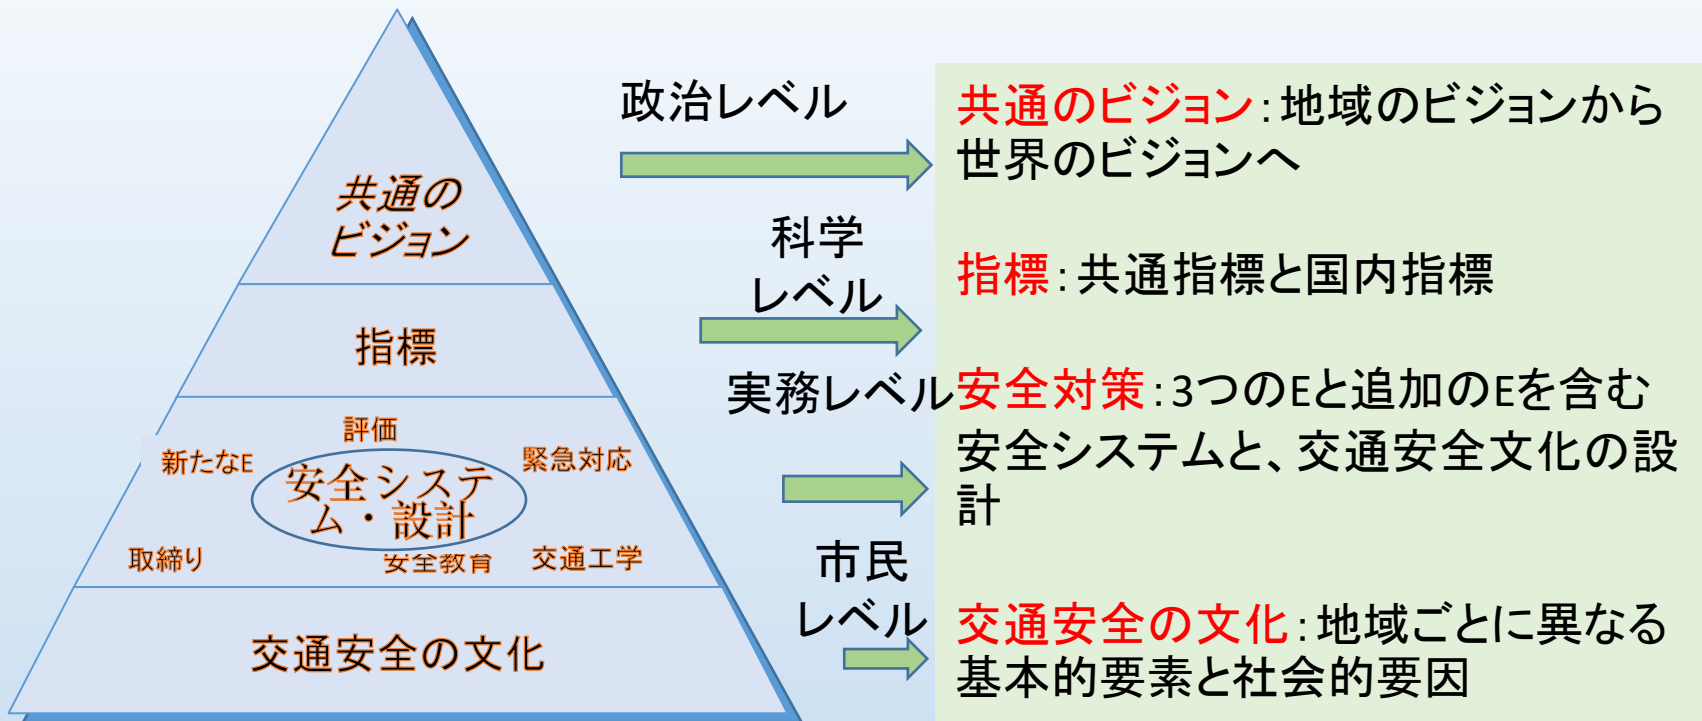 共通の
ビジョン
指標
評価
新たなE
緊急対応
安全システ
ム・設計
取締り
安全教育
交通工学
交通安全の文化
政治レベル
科学
レベル
実務レベル
市民
レベル
共通のビジョン：地域のビジョンから
世界のビジョンへ
指標：共通指標と国内指標
安全対策：3つのEと追加のEを含む
安全システムと、交通安全文化の設
計
交通安全の文化：地域ごとに異なる
基本的要素と社会的要因